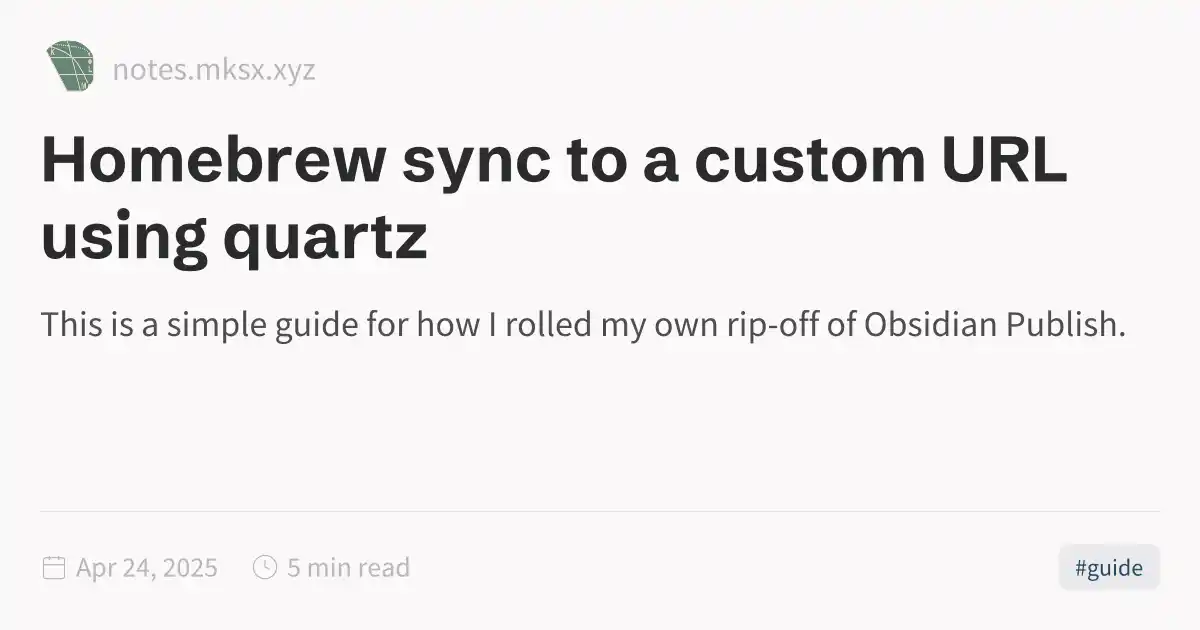 notes.mksx.xyz
Homebrew sync to a custom URL
using quartz
This is a simple guide for how I rolled my own rip-off of Obsidian Publish.
Apr 24, 2025
5 min read
#guide